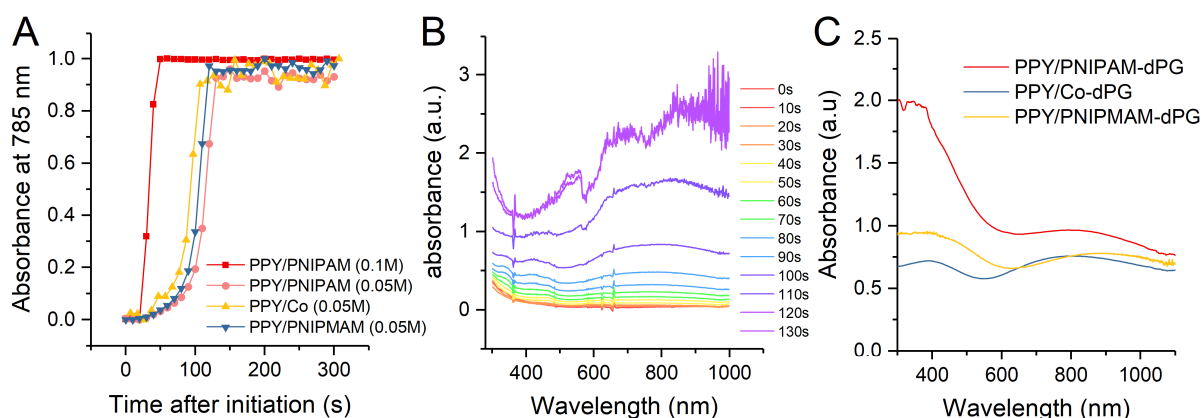 A
Absorbance at 785 nm
1.0
0.8
0.6
0.4
0.2
0.0
0
100
200
300
Time after initiation (s)
PPY/PNIPAM (0.1M)
PPY/PNIPAM (0.05M)
PPY/Co (0.05M)
PPY/PNIPMAM (0.05M)
B
absorbance (a.u.)
3
2
1
0
400
600
800
1000
Wavelength (nm)
0s
10s
20s
30s
40s
50s
60s
70s
80s
90s
100s
110s
120s
130s
C
Absorbance (a.u)
2.5
2.0
1.5
1.0
0.5
0.0
400
600
800
1000
Wavelength (nm)
PPY/PNIPAM-dPG
PPY/Co-dPG
PPY/PNIPMAM-dPG